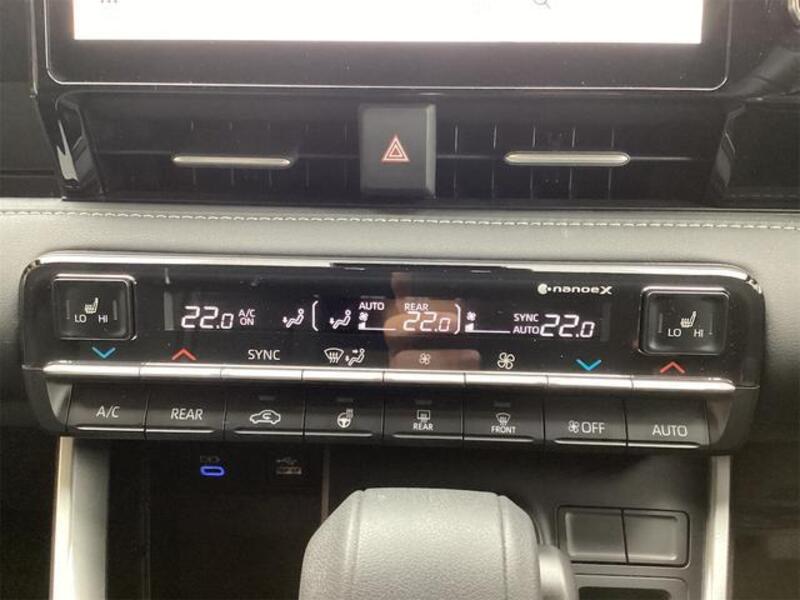 nanoeX
LO HI
22.0 A/C ON
AUTO
REAR 22.0
SYNC AUTO 22.0
LO HI
SYNC
A/C
REAR
REAR
FRONT
OFF
AUTO